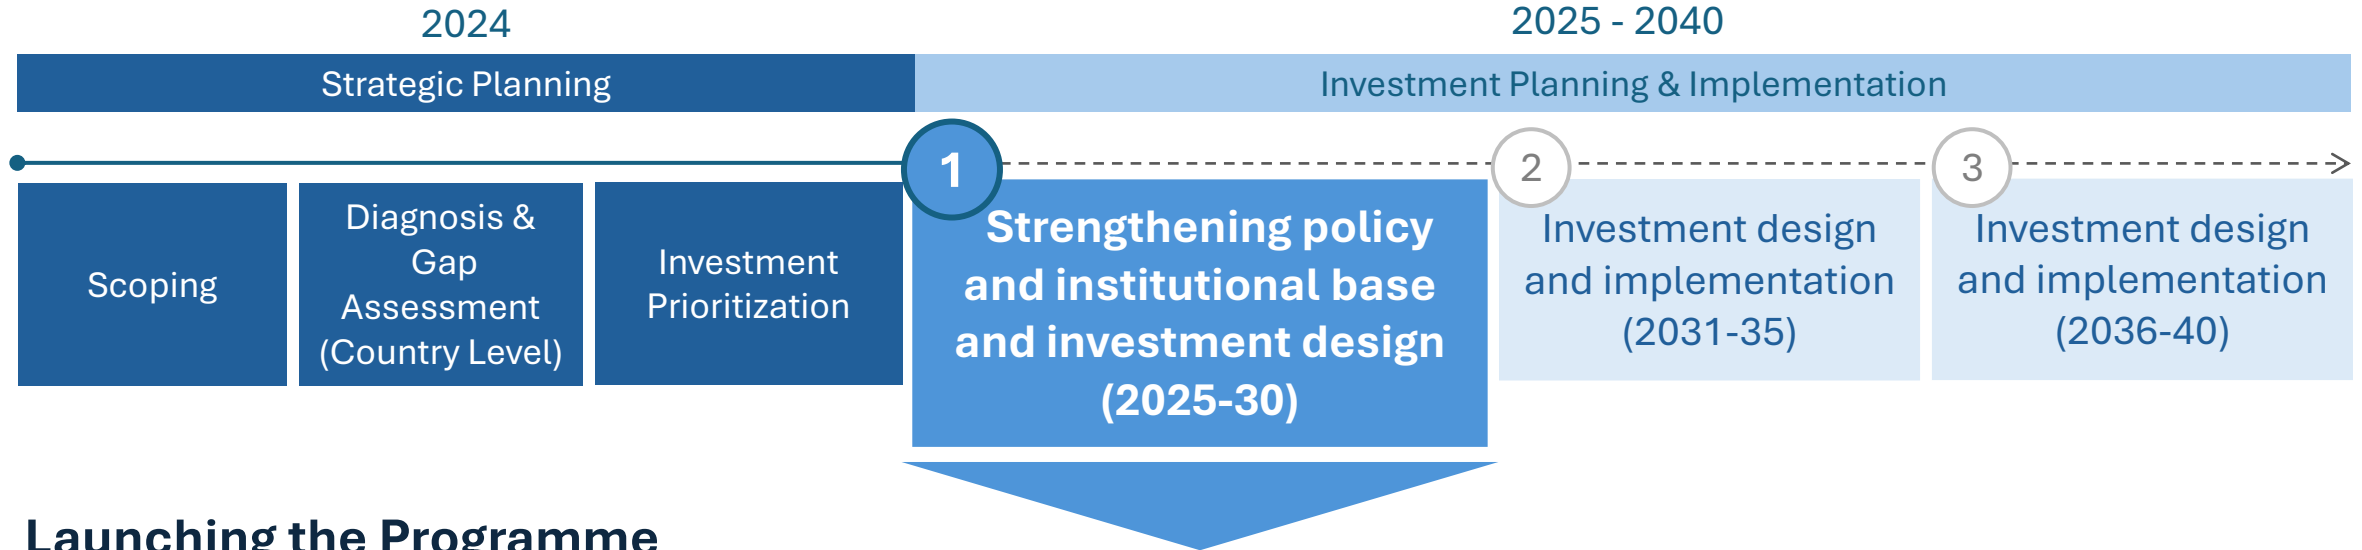 2024
2025 - 2040
Strategic Planning
Investment Planning & Implementation
1
2
3
Scoping
Diagnosis &
Gap
Assessment
(Country Level)
Investment
Prioritization
Strengthening policy
and institutional base
and investment design
(2025-30)
Investment design
and implementation
(2031-35)
Investment design
and implementation
(2036-40)
Launching the Programme